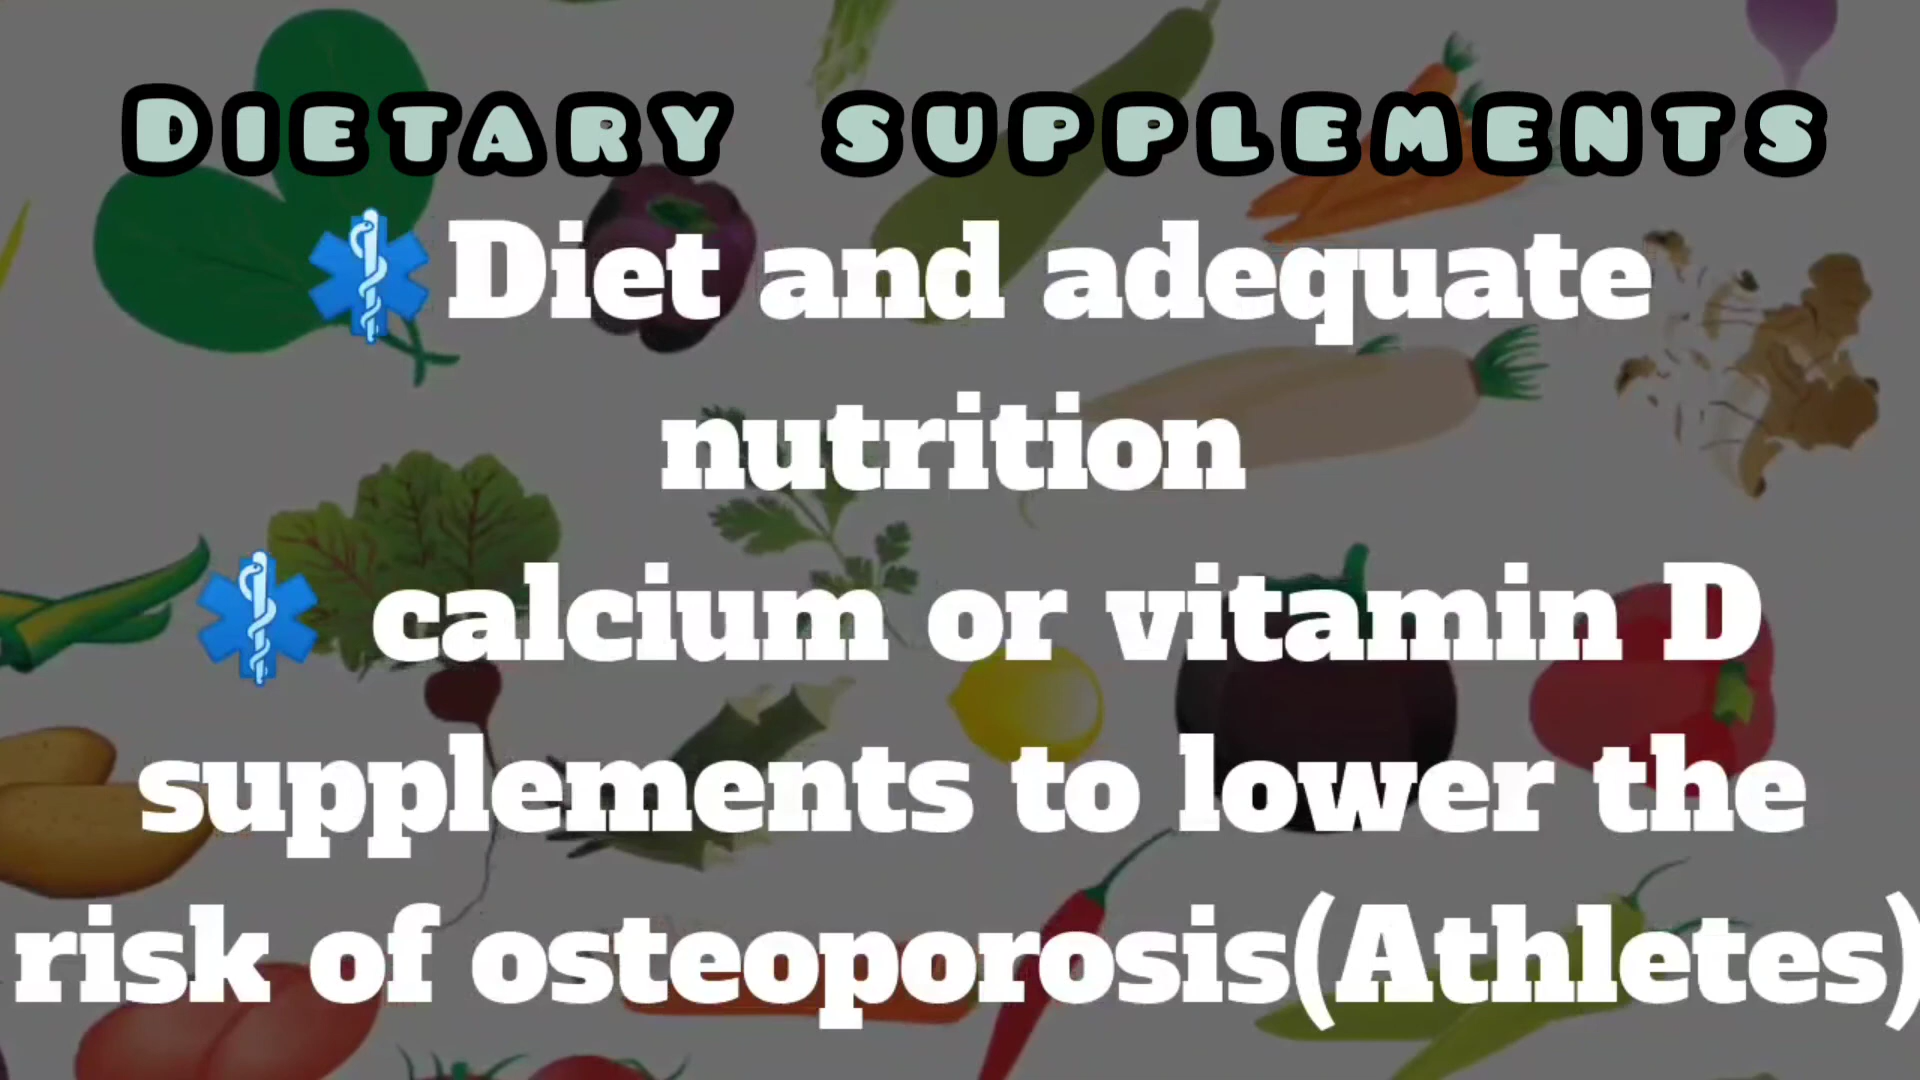 DIETARY SUPPLEMENTS
Diet and adequate
nutrition
calcium or vitamin D
supplements to lower the
risk of osteoporosis(Athletes)